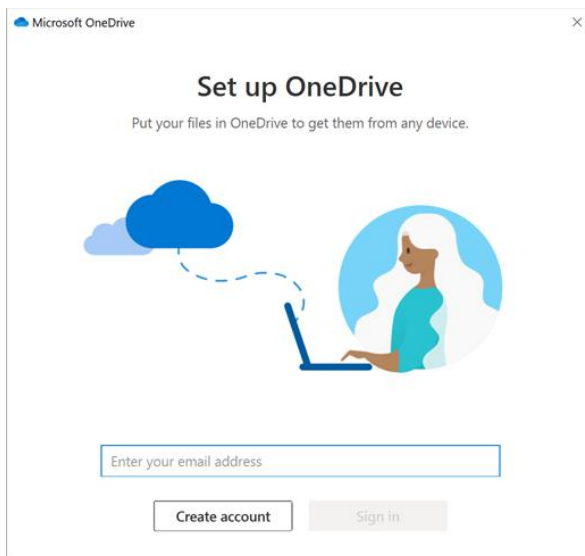 Microsoft OneDrive
Set up OneDrive
Put your files in OneDrive to get them from any device.
Enter your email address
Create account
Sign in